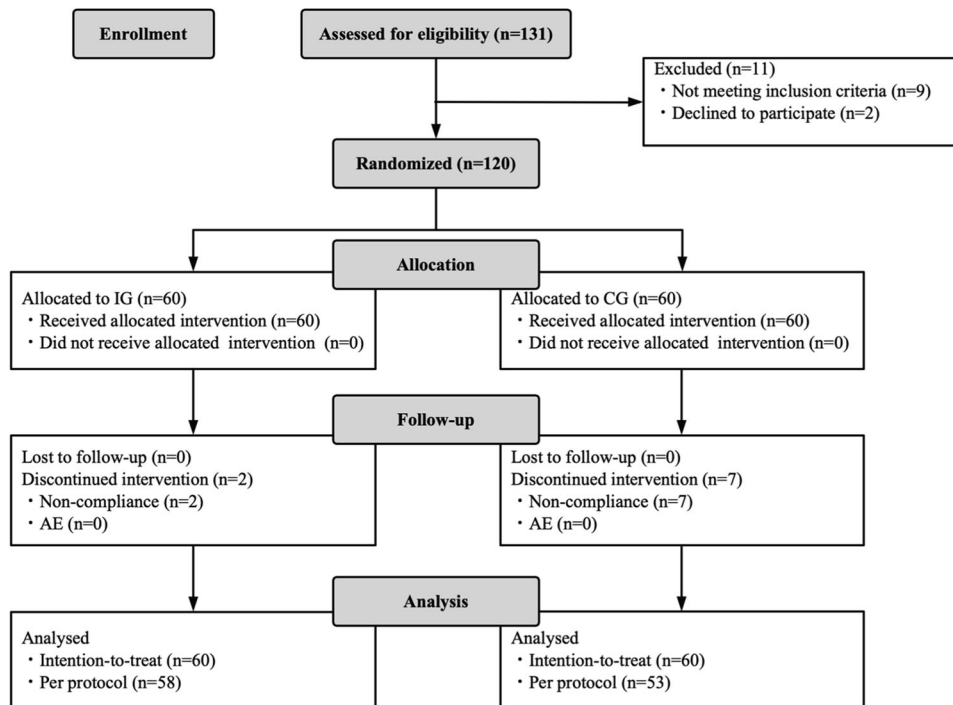 Enrollment
Assessed for eligibility (n=131)
Excluded (n=11)
・Not meeting inclusion criteria (n=9)
・Declined to participate (n=2)
Randomized (n=120)
Allocation
Allocated to IG (n=60)
・Received allocated intervention (n=60)
・Did not receive allocated intervention (n=0)
Allocated to CG (n=60)
・Received allocated intervention (n=60)
・Did not receive allocated intervention (n=0)
Follow-up
Lost to follow-up (n=0)
Discontinued intervention (n=2)
・Non-compliance (n=2)
・AE (n=0)
Lost to follow-up (n=0)
Discontinued intervention (n=7)
・Non-compliance (n=7)
・AE (n=0)
Analysis
Analysed
・Intention-to-treat (n=60)
・Per protocol (n=58)
Analysed
・Intention-to-treat (n=60)
・Per protocol (n=53)